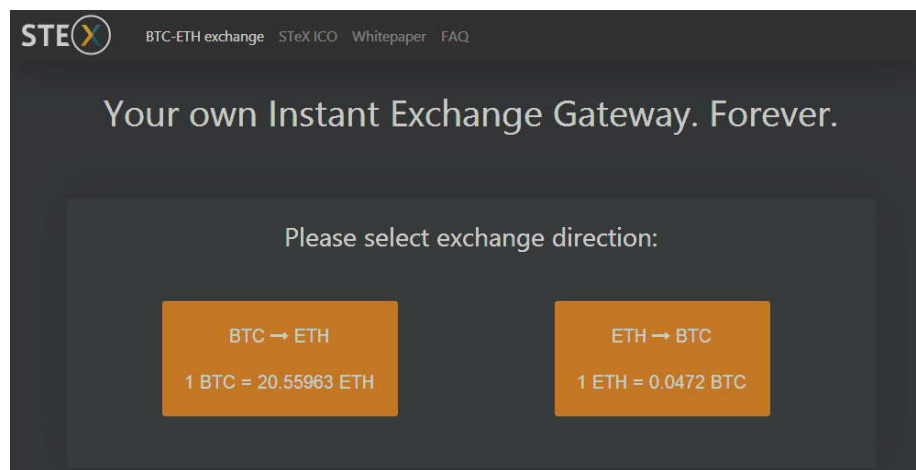 STEX
BTC-ETH exchange STeX ICO Whitepaper FAQ
Your own Instant Exchange Gateway. Forever.
Please select exchange direction:
BTC → ETH
1 BTC = 20.55963 ETH
ETH → BTC
1 ETH = 0.0472 BTC